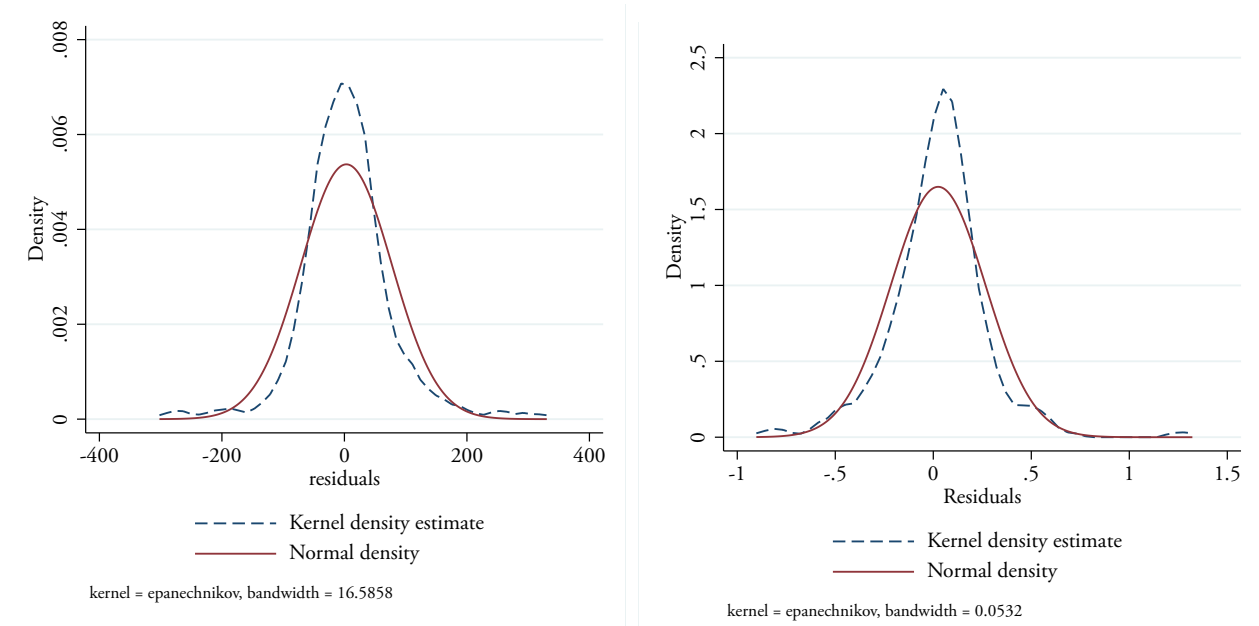 .008
.006
.004
.002
0
Density
-400 -200 0 200 400
residuals
Kernel density estimate
Normal density
kernel = epanechnikov, bandwidth = 16.5858
2.5
2
1.5
1
.5
0
Density
-1 -.5 0 .5 1 1.5
Residuals
Kernel density estimate
Normal density
kernel = epanechnikov, bandwidth = 0.0532